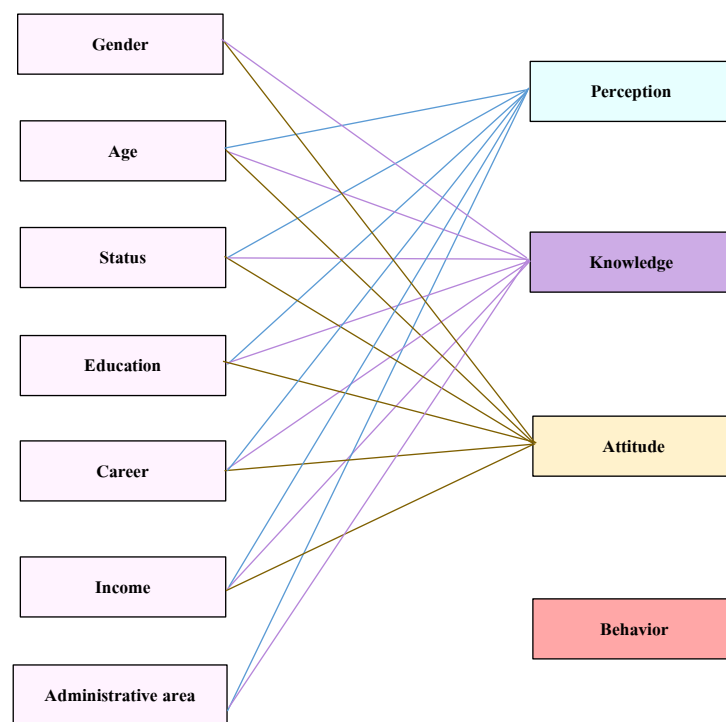 Gender
Age
Status
Education
Career
Income
Administrative area
Perception
Knowledge
Attitude
Behavior